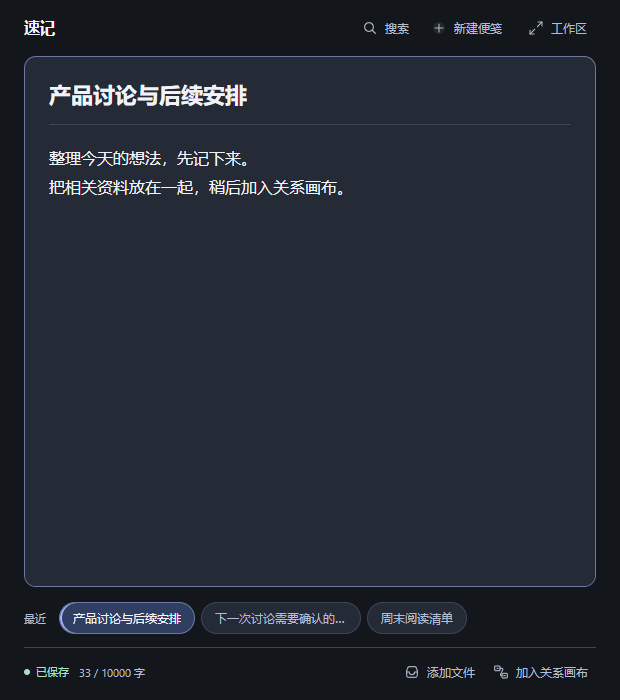 速记
搜索
新建便笺
工作区
产品讨论与后续安排
整理今天的想法，先记下来。
把相关资料放在一起，稍后加入关系画布。
最近
产品讨论与后续安排
下一次讨论需要确认的...
周末阅读清单
已保存
33 / 10000 字
添加文件
加入关系画布